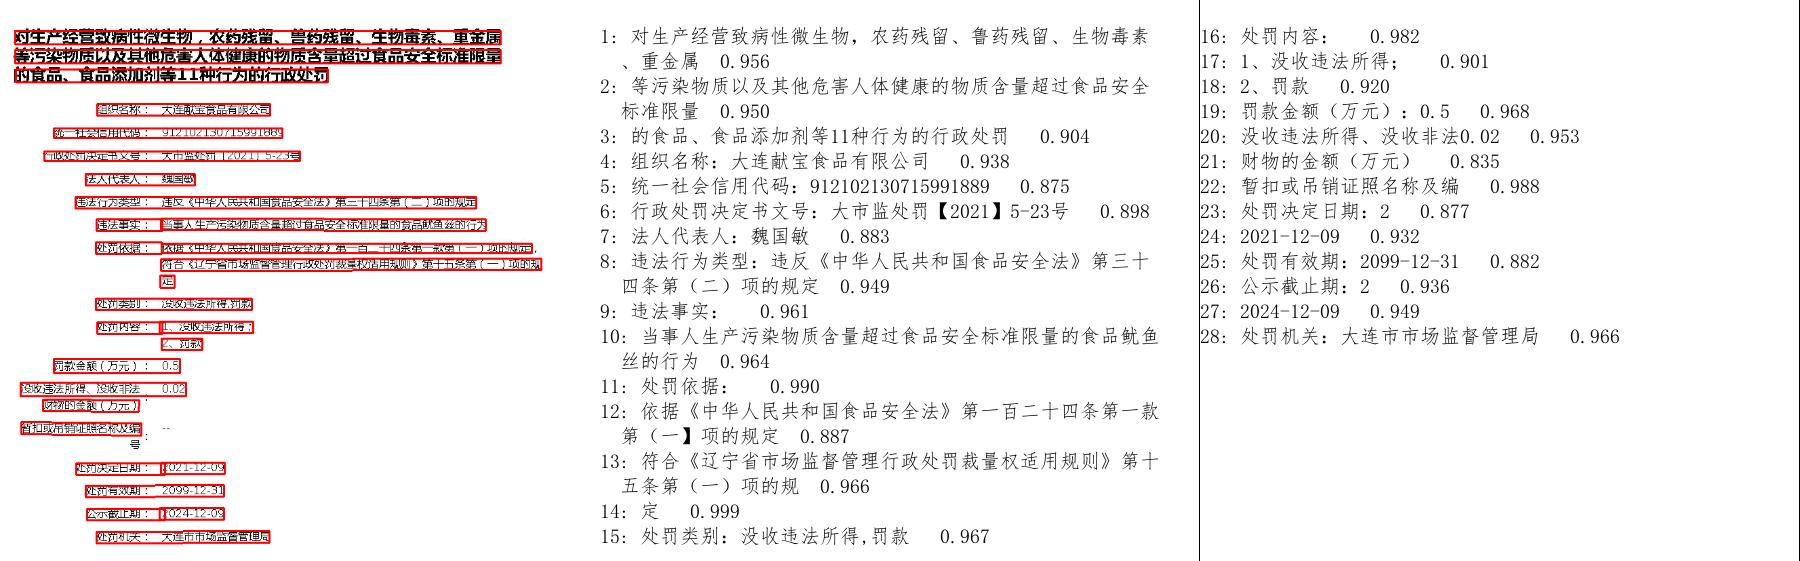 对生产经营致病性微生物，农药残留、兽药残留、生物毒素、重金属
等污染物质以及其他危害人体健康的物质含量超过食品安全标准限量
的食品、食品添加剂等11种行为的行政处罚
组织名称： 大连献宝食品有限公司
统一社会信用代码： 912102130715991889
行政处罚决定书文号： 大市监处罚〔2021〕5-23号
法人代表人： 魏国敏
违法行为类型： 违反《中华人民共和国食品安全法》第三十四条第（二）项的规定
违法事实： 当事人生产污染物质含量超过食品安全标准限量的食品鱿鱼丝的行为
处罚依据： 依据《中华人民共和国食品安全法》第一百二十四条第一款第（一）项的规定，
符合《辽宁省市场监督管理行政处罚裁量权适用规则》第十五条第（一）项的规
定
处罚类别： 没收违法所得,罚款
处罚内容： 1、没收违法所得；
2、罚款
罚款金额（万元）： 0.5
没收违法所得、没收非法 0.02
财物的金额（万元） ：
暂扣或吊销证照名称及编 --
号 ：
处罚决定日期： 2021-12-09
处罚有效期： 2099-12-31
公示截止期： 2024-12-09
处罚机关： 大连市市场监督管理局
1: 对生产经营致病性微生物，农药残留、鲁药残留、生物毒素
、重金属 0.956
2: 等污染物质以及其他危害人体健康的物质含量超过食品安全
标准限量 0.950
3: 的食品、食品添加剂等11种行为的行政处罚 0.904
4: 组织名称: 大连献宝食品有限公司 0.938
5: 统一社会信用代码: 912102130715991889 0.875
6: 行政处罚决定书文号: 大市监处罚【2021】5-23号 0.898
7: 法人代表人: 魏国敏 0.883
8: 违法行为类型: 违反《中华人民共和国食品安全法》第三十
四条第（二）项的规定 0.949
9: 违法事实: 0.961
10: 当事人生产污染物质含量超过食品安全标准限量的食品鱿鱼
丝的行为 0.964
11: 处罚依据: 0.990
12: 依据《中华人民共和国食品安全法》第一百二十四条第一款
第（一】项的规定 0.887
13: 符合《辽宁省市场监督管理行政处罚裁量权适用规则》第十
五条第（一）项的规 0.966
14: 定 0.999
15: 处罚类别: 没收违法所得,罚款 0.967
16: 处罚内容: 0.982
17: 1、没收违法所得; 0.901
18: 2、罚款 0.920
19: 罚款金额（万元）: 0.5 0.968
20: 没收违法所得、没收非法0.02 0.953
21: 财物的金额（万元） 0.835
22: 暂扣或吊销证照名称及编 0.988
23: 处罚决定日期: 2 0.877
24: 2021-12-09 0.932
25: 处罚有效期: 2099-12-31 0.882
26: 公示截止期: 2 0.936
27: 2024-12-09 0.949
28: 处罚机关: 大连市市场监督管理局 0.966